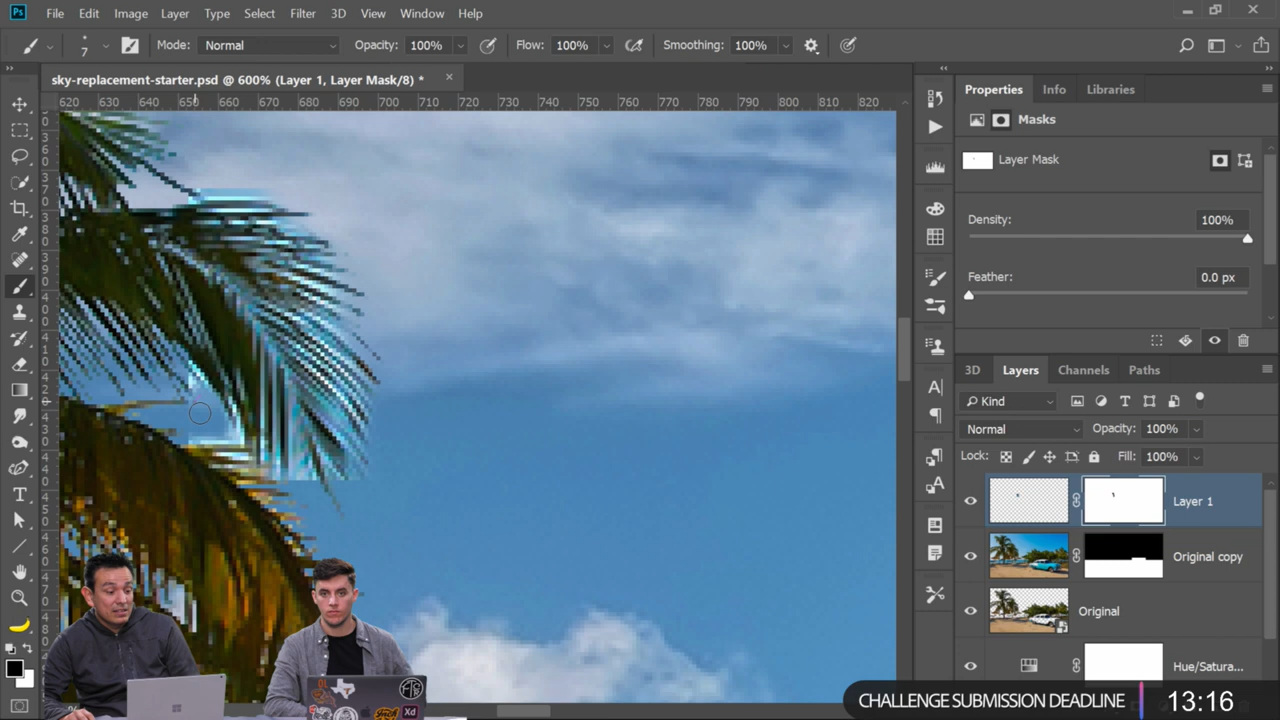 Ps File Edit Image Layer Type Select Filter 3D View Window Help
7 Mode: Normal Opacity: 100% Flow: 100% Smoothing: 100%
sky-replacement-starter.psd @ 600% (Layer 1, Layer Mask/8) *
620 630 640 650 660 670 680 690 700 710 720 730 740 750 760 770 780 790 800 810 820
Properties Info Libraries
Masks
Layer Mask
Density: 100%
Feather: 0.0 px
3D Layers Channels Paths
Kind
Normal Opacity: 100%
Lock: Fill: 100%
Layer 1
Original copy
Original
Hue/Satura...
Xd
CHALLENGE SUBMISSION DEADLINE 13:16